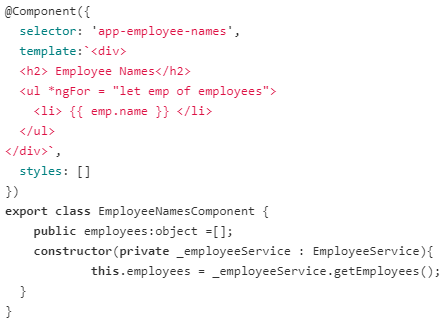 @Component({
  selector: 'app-employee-names',
  template:`<div>
  <h2> Employee Names</h2>
  <ul *ngFor = "let emp of employees">
    <li> {{ emp.name }} </li>
  </ul>
</div>`,
  styles: []
})
export class EmployeeNamesComponent {
    public employees:object =[];
    constructor(private _employeeService : EmployeeService){
            this.employees = _employeeService.getEmployees();
  }
}